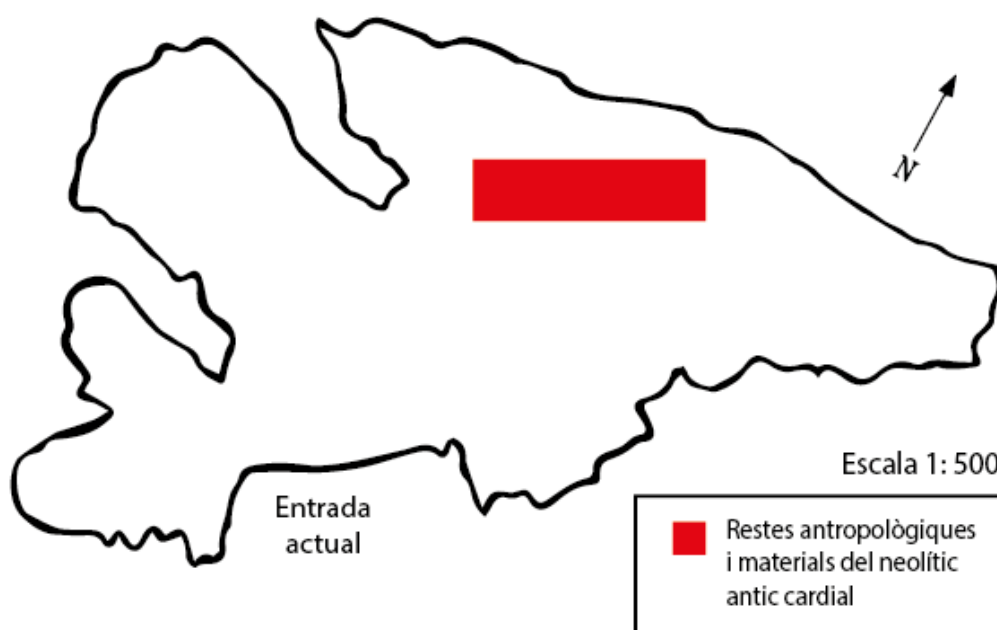 N
Escala 1: 500
Entrada
actual
Restes antropològiques
i materials del neolític
antic cardial